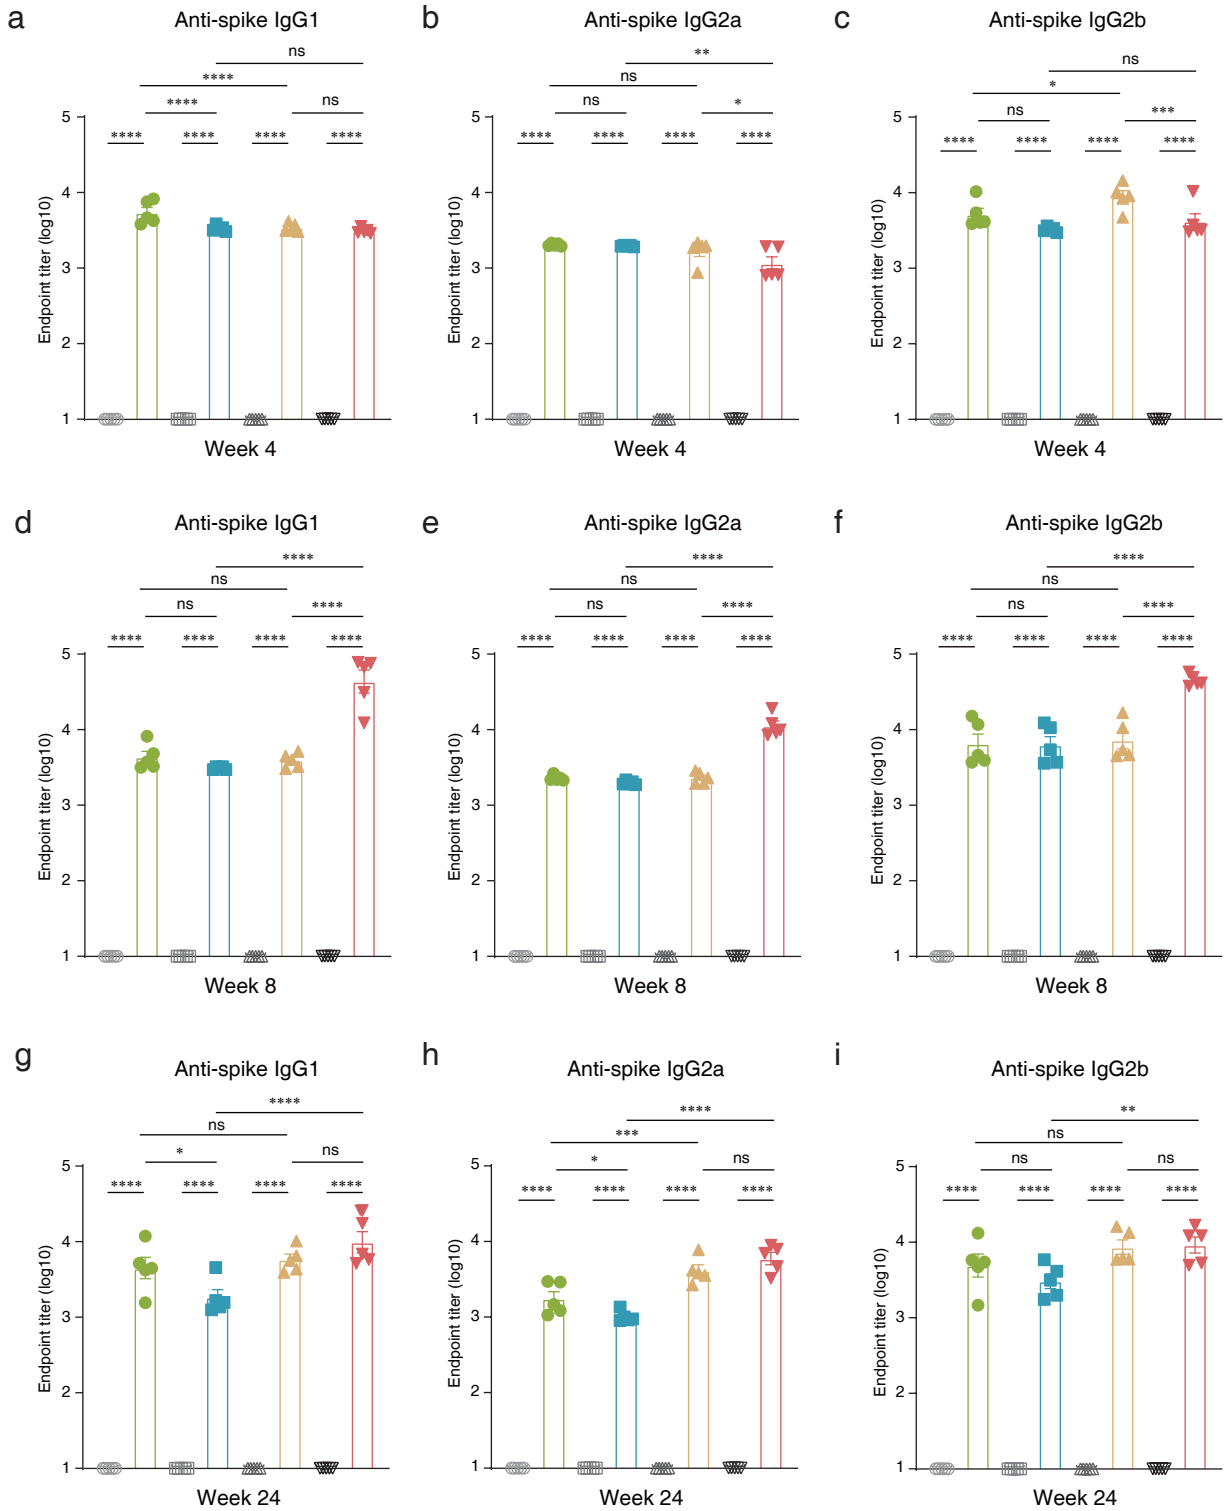 a
Anti-spike IgG1
ns
****
**** ns
**** **** **** ****
5
4
3
2
1
Endpoint titer (log10)
Week 4
b
Anti-spike IgG2a
**
ns
ns *
**** **** **** ****
5
4
3
2
1
Endpoint titer (log10)
Week 4
c
Anti-spike IgG2b
ns
*
ns ***
**** **** **** ****
5
4
3
2
1
Endpoint titer (log10)
Week 4
d
Anti-spike IgG1
****
ns
ns ****
**** **** **** ****
5
4
3
2
1
Endpoint titer (log10)
Week 8
e
Anti-spike IgG2a
****
ns
ns ****
**** **** **** ****
5
4
3
2
1
Endpoint titer (log10)
Week 8
f
Anti-spike IgG2b
****
ns
ns ****
**** **** **** ****
5
4
3
2
1
Endpoint titer (log10)
Week 8
g
Anti-spike IgG1
****
ns
* ns
**** **** **** ****
5
4
3
2
1
Endpoint titer (log10)
Week 24
h
Anti-spike IgG2a
****
***
* ns
**** **** **** ****
5
4
3
2
1
Endpoint titer (log10)
Week 24
i
Anti-spike IgG2b
**
ns
ns ns
**** **** **** ****
5
4
3
2
1
Endpoint titer (log10)
Week 24